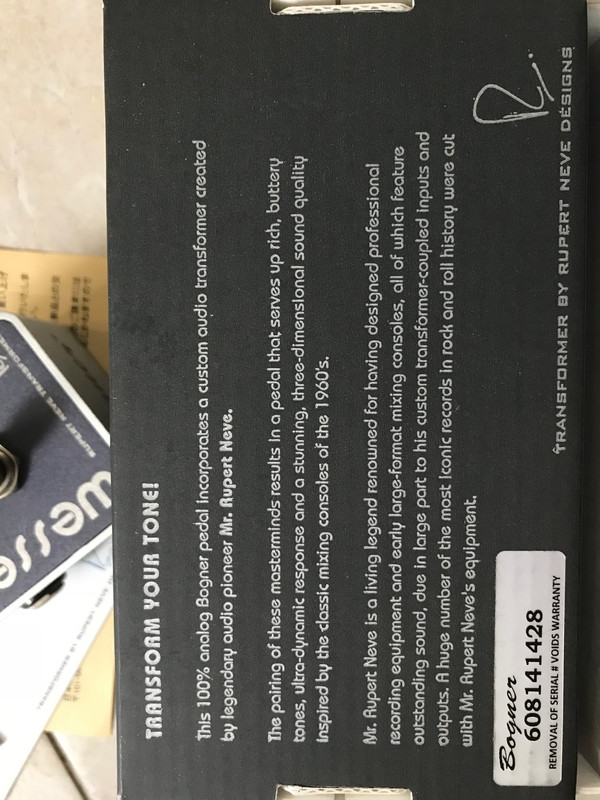 TRANSFORM YOUR TONE!
This 100% analog Bogner pedal incorporates a custom audio transformer created
by legendary audio pioneer Mr. Rupert Neve.
The pairing of these masterminds results in a pedal that serves up rich, buttery
tones, ultra-dynamic response and a stunning, three-dimensional sound quality
inspired by the classic mixing consoles of the 1960's.
Mr. Rupert Neve is a living legend renowned for having designed professional
recording equipment and early large-format mixing consoles, all of which feature
outstanding sound, due in large part to his custom transformer-coupled inputs and
outputs. A huge number of the most iconic records in rock and roll history were cut
with Mr. Rupert Neve's equipment.
R.
TRANSFORMER BY RUPERT NEVE DESIGNS
Bogner
608141428
REMOVAL OF SERIAL # VOIDS WARRANTY
wesse